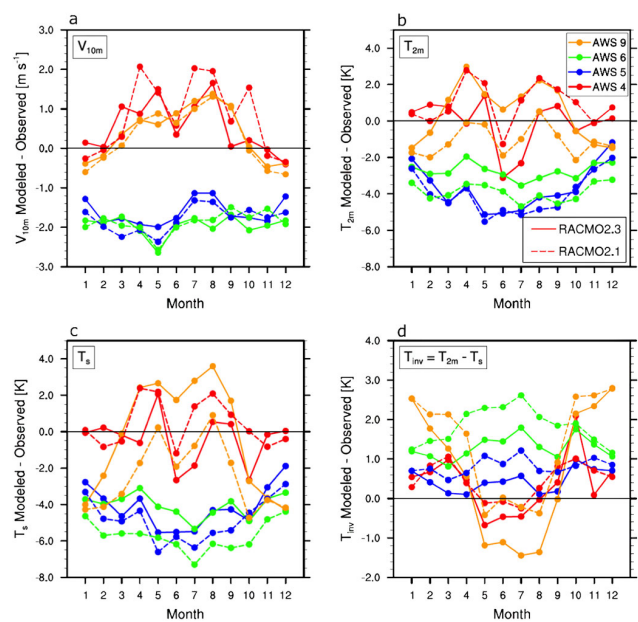 a
V10m
V10m Modeled - Observed [m s-1]
3.0
2.0
1.0
0.0
-1.0
-2.0
-3.0
1 2 3 4 5 6 7 8 9 10 11 12
Month
b
T2m
AWS 9
AWS 6
AWS 5
AWS 4
T2m Modeled - Observed [K]
4.0
2.0
0.0
-2.0
-4.0
-6.0
-8.0
RACMO2.3
RACMO2.1
1 2 3 4 5 6 7 8 9 10 11 12
Month
c
Ts
Ts Modeled - Observed [K]
4.0
2.0
0.0
-2.0
-4.0
-6.0
-8.0
1 2 3 4 5 6 7 8 9 10 11 12
Month
d
Tinv = T2m - Ts
Tinv Modeled - Observed [K]
4.0
3.0
2.0
1.0
0.0
-1.0
-2.0
1 2 3 4 5 6 7 8 9 10 11 12
Month